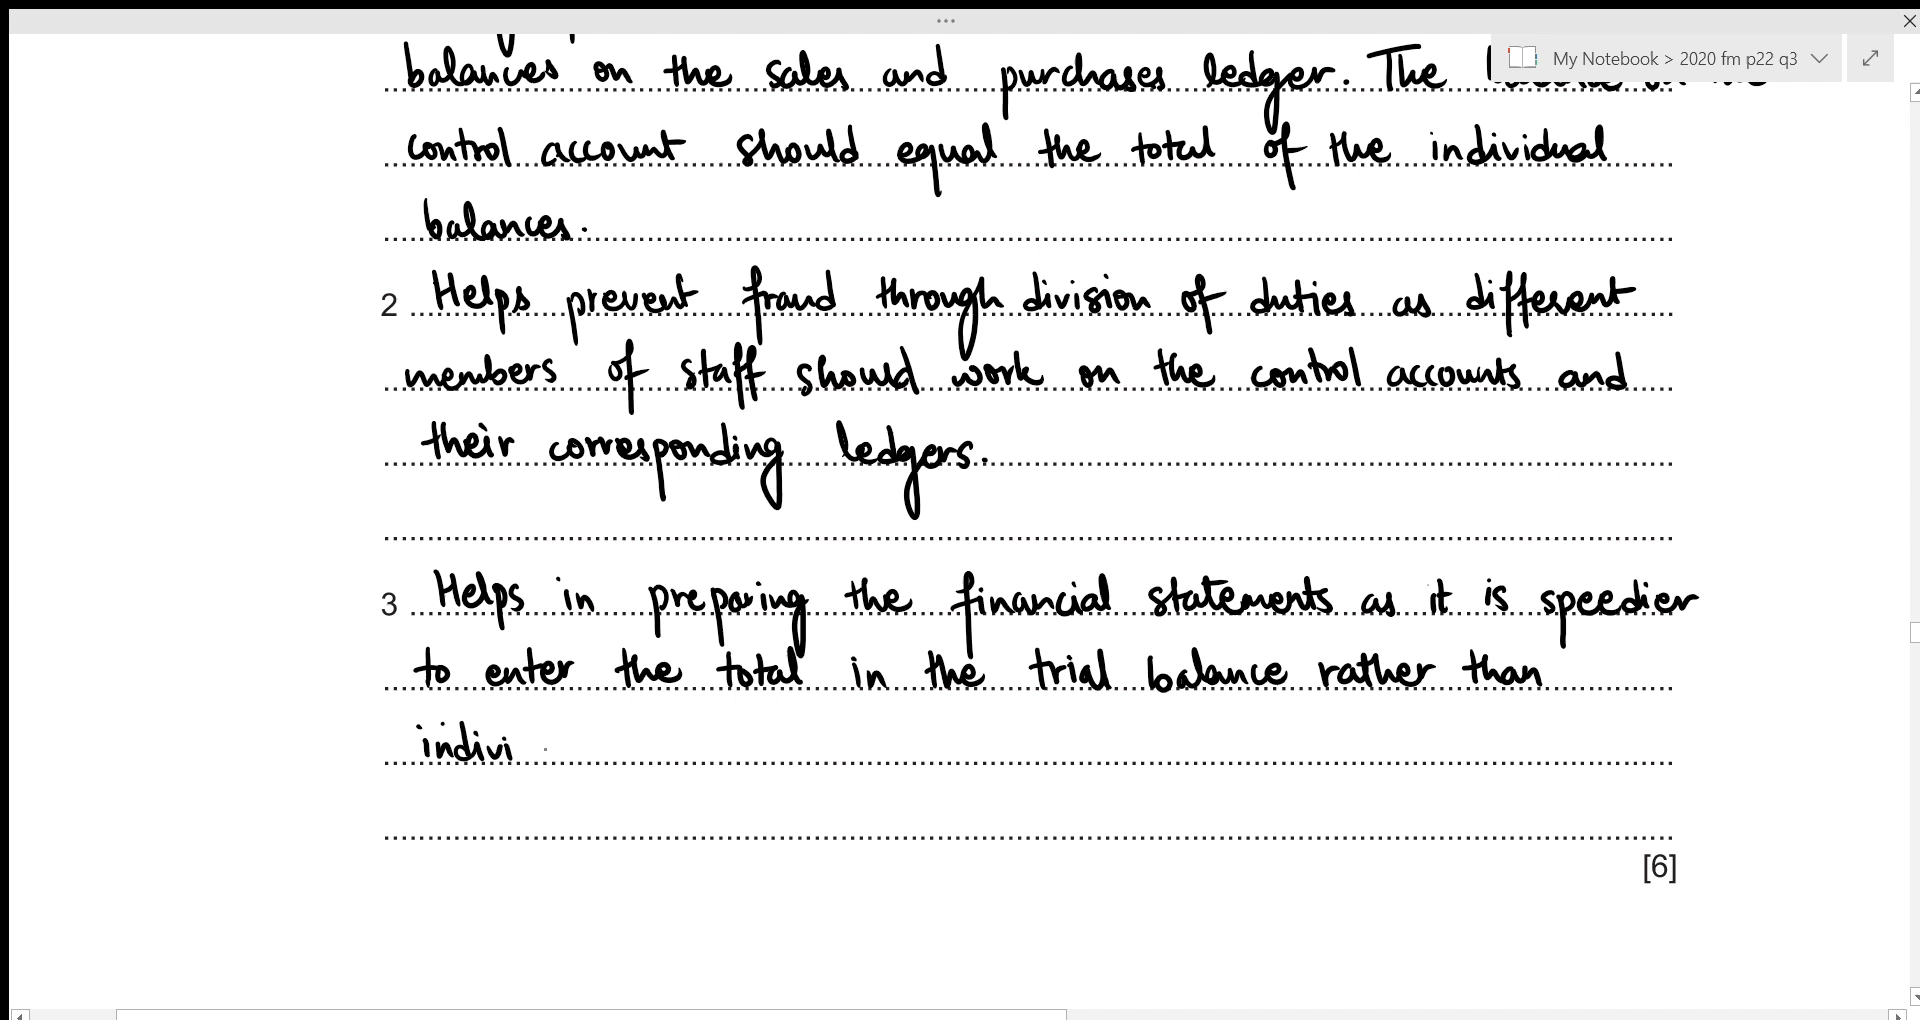 ...
My Notebook > 2020 fm p22 q3
balances on the sales and purchases ledger. The
control account should equal the total of the individual
balances.
2 Helps prevent fraud through division of duties as different
members of staff should work on the control accounts and
their corresponding ledgers.
3 Helps in preparing the financial statements as it is speedier
to enter the total in the trial balance rather than
indivi
[6]